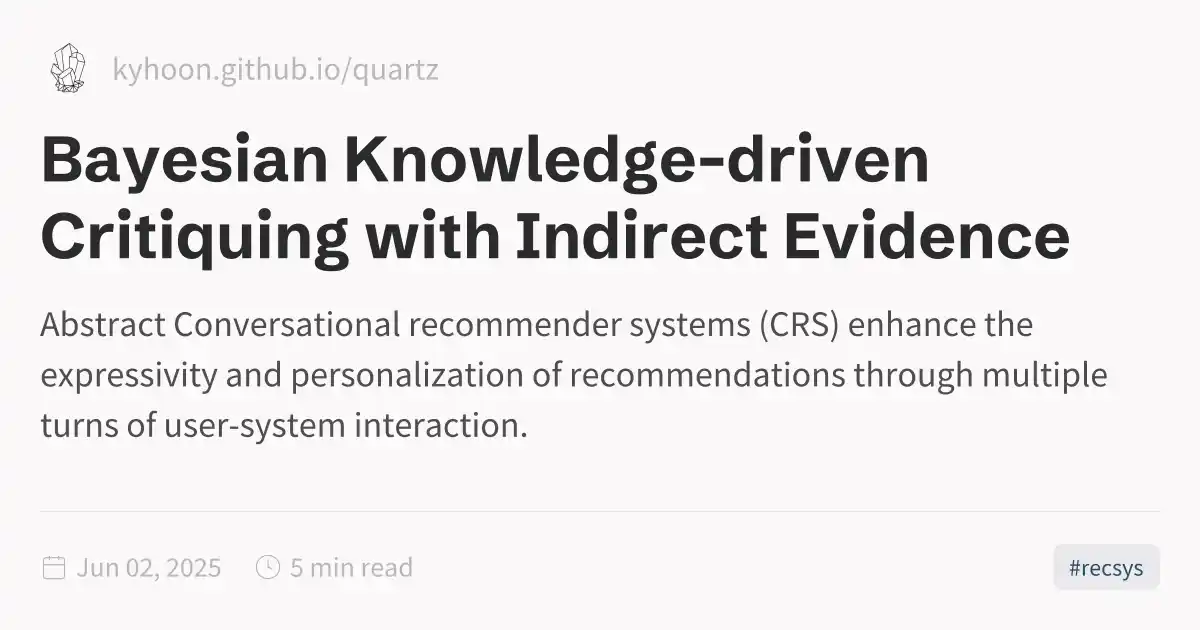 kyhoon.github.io/quartz
Bayesian Knowledge-driven
Critiquing with Indirect Evidence
Abstract Conversational recommender systems (CRS) enhance the
expressivity and personalization of recommendations through multiple
turns of user-system interaction.
Jun 02, 2025 5 min read #recsys